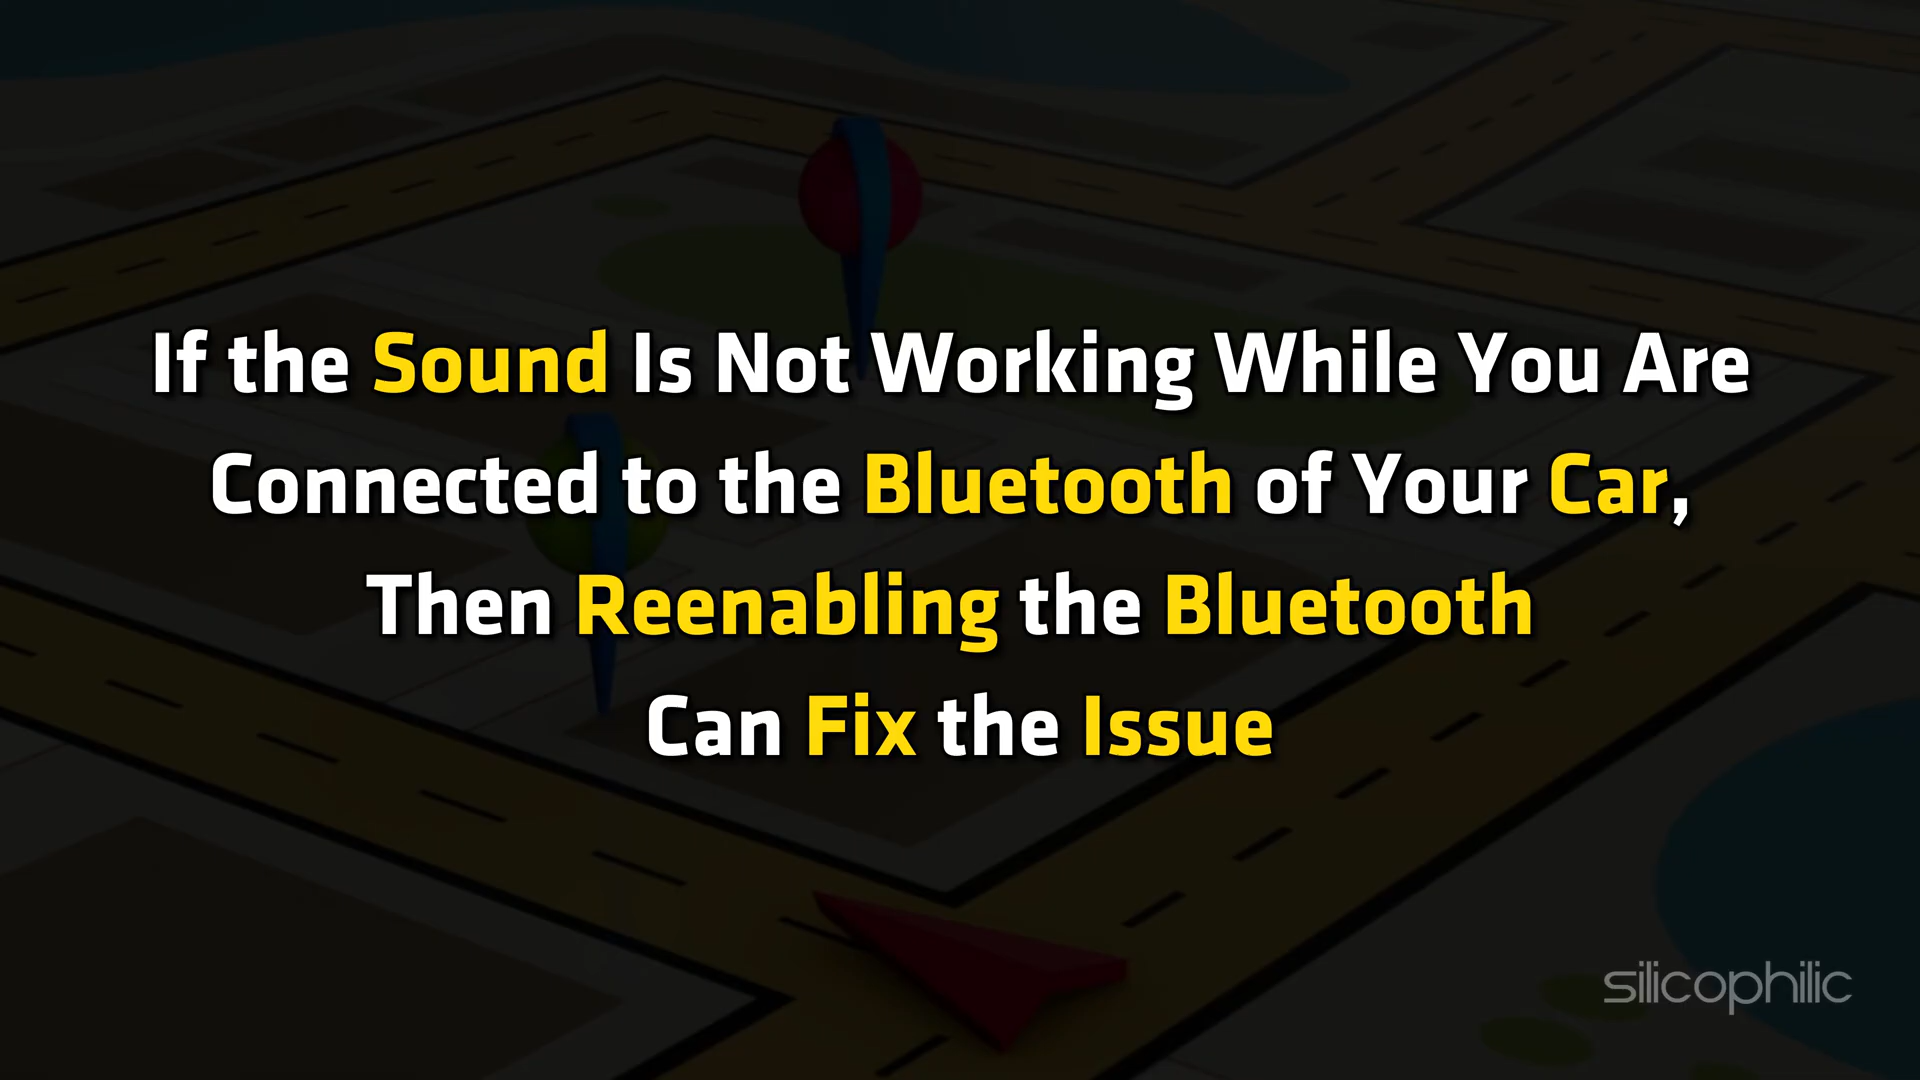 If the Sound Is Not Working While You Are
Connected to the Bluetooth of Your Car,
Then Reenabling the Bluetooth
Can Fix the Issue
silicophilic